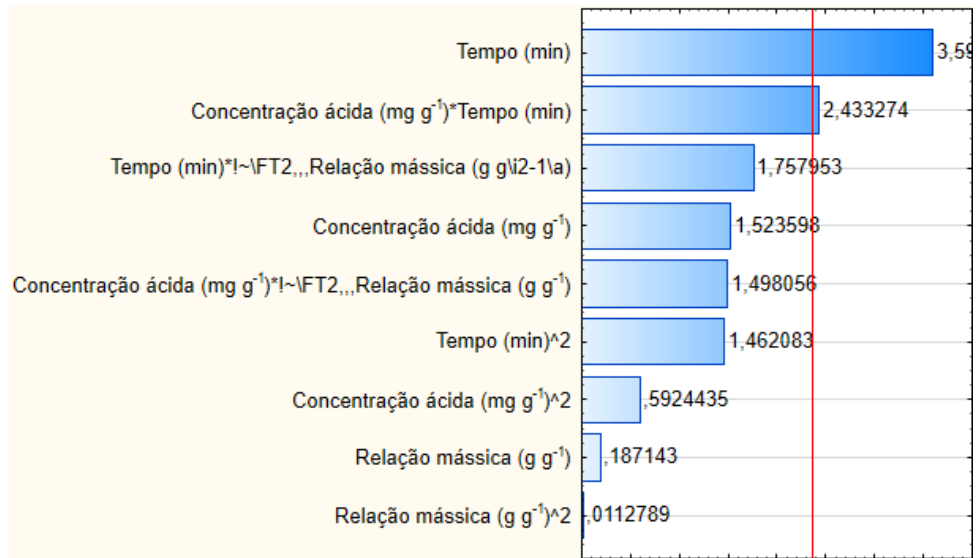 Tempo (min)
3,59
Concentração ácida (mg g⁻¹)*Tempo (min)
2,433274
Tempo (min)*!~\FT2,,,Relação mássica (g g\i2-1\a)
1,757953
Concentração ácida (mg g⁻¹)
1,523598
Concentração ácida (mg g⁻¹)*!~\FT2,,,Relação mássica (g g⁻¹)
1,498056
Tempo (min)^2
1,462083
Concentração ácida (mg g⁻¹)^2
,5924435
Relação mássica (g g⁻¹)
,187143
Relação mássica (g g⁻¹)^2
,0112789